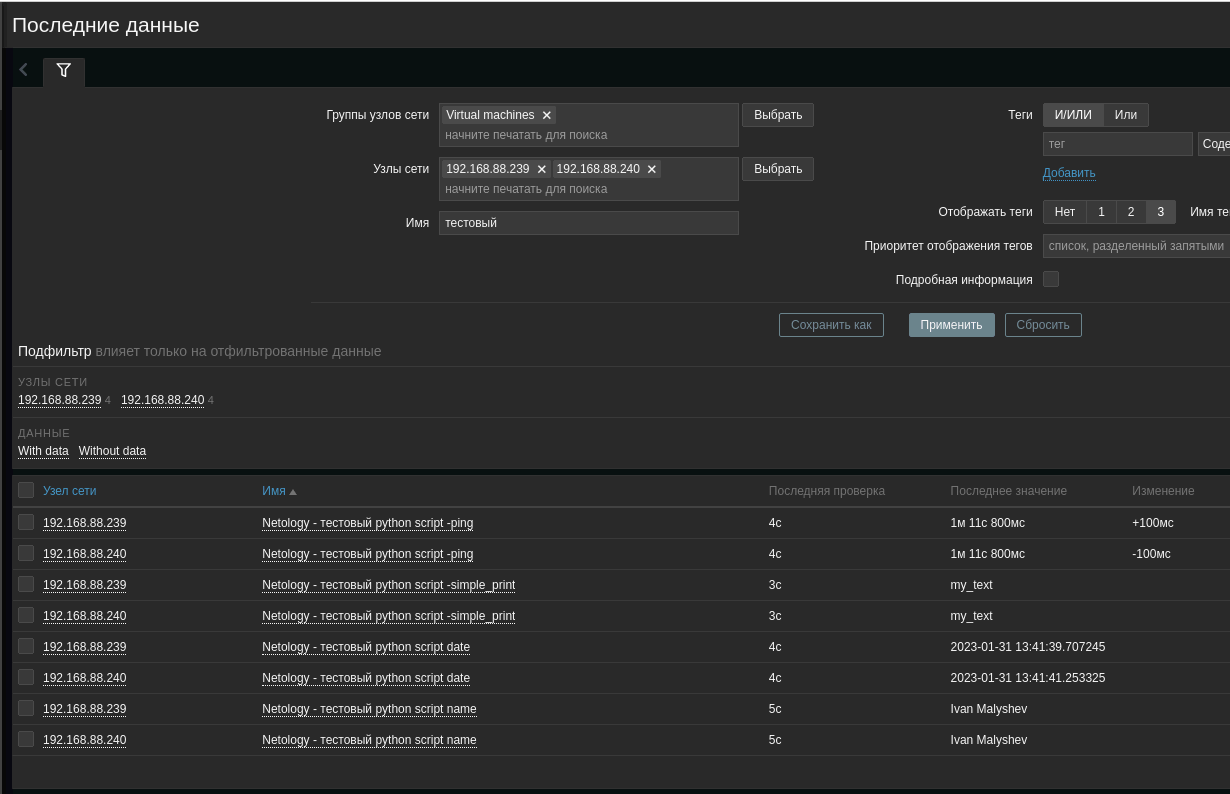 Последние данные
Группы узлов сети Virtual machines Выбрать Теги И/ИЛИ Или
начните печатать для поиска
тег Соде
Узлы сети 192.168.88.239 192.168.88.240 Выбрать Добавить
начните печатать для поиска
Имя тестовый Отображать теги Нет 1 2 3 Имя те
Приоритет отображения тегов список, разделенный запятыми
Подробная информация
Сохранить как Применить Сбросить
Подфильтр влияет только на отфильтрованные данные
УЗЛЫ СЕТИ
192.168.88.239 4 192.168.88.240 4
ДАННЫЕ
With data Without data
Узел сети Имя Последняя проверка Последнее значение Изменение
192.168.88.239 Netology - тестовый python script -ping 4с 1м 11с 800мс +100мс
192.168.88.240 Netology - тестовый python script -ping 4с 1м 11с 800мс -100мс
192.168.88.239 Netology - тестовый python script -simple_print 3с my_text
192.168.88.240 Netology - тестовый python script -simple_print 3с my_text
192.168.88.239 Netology - тестовый python script date 4с 2023-01-31 13:41:39.707245
192.168.88.240 Netology - тестовый python script date 4с 2023-01-31 13:41:41.253325
192.168.88.239 Netology - тестовый python script name 5с Ivan Malyshev
192.168.88.240 Netology - тестовый python script name 5с Ivan Malyshev